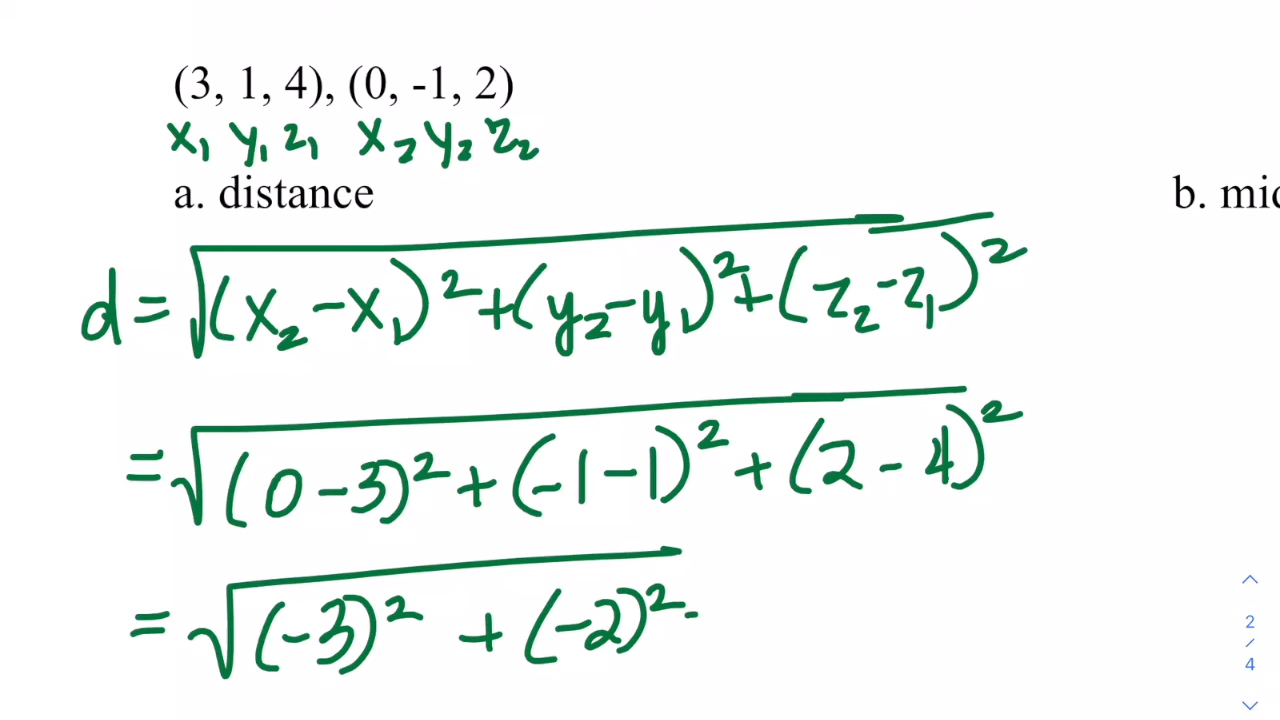 (3, 1, 4), (0, -1, 2)
x₁ y₁ z₁ x₂ y₂ z₂
a. distance
b. mid
d = √((x₂ - x₁)² + (y₂ - y₁)² + (z₂ - z₁)²)
= √((0 - 3)² + (-1 - 1)² + (2 - 4)²)
= √((-3)² + (-2)² -
2
/
4